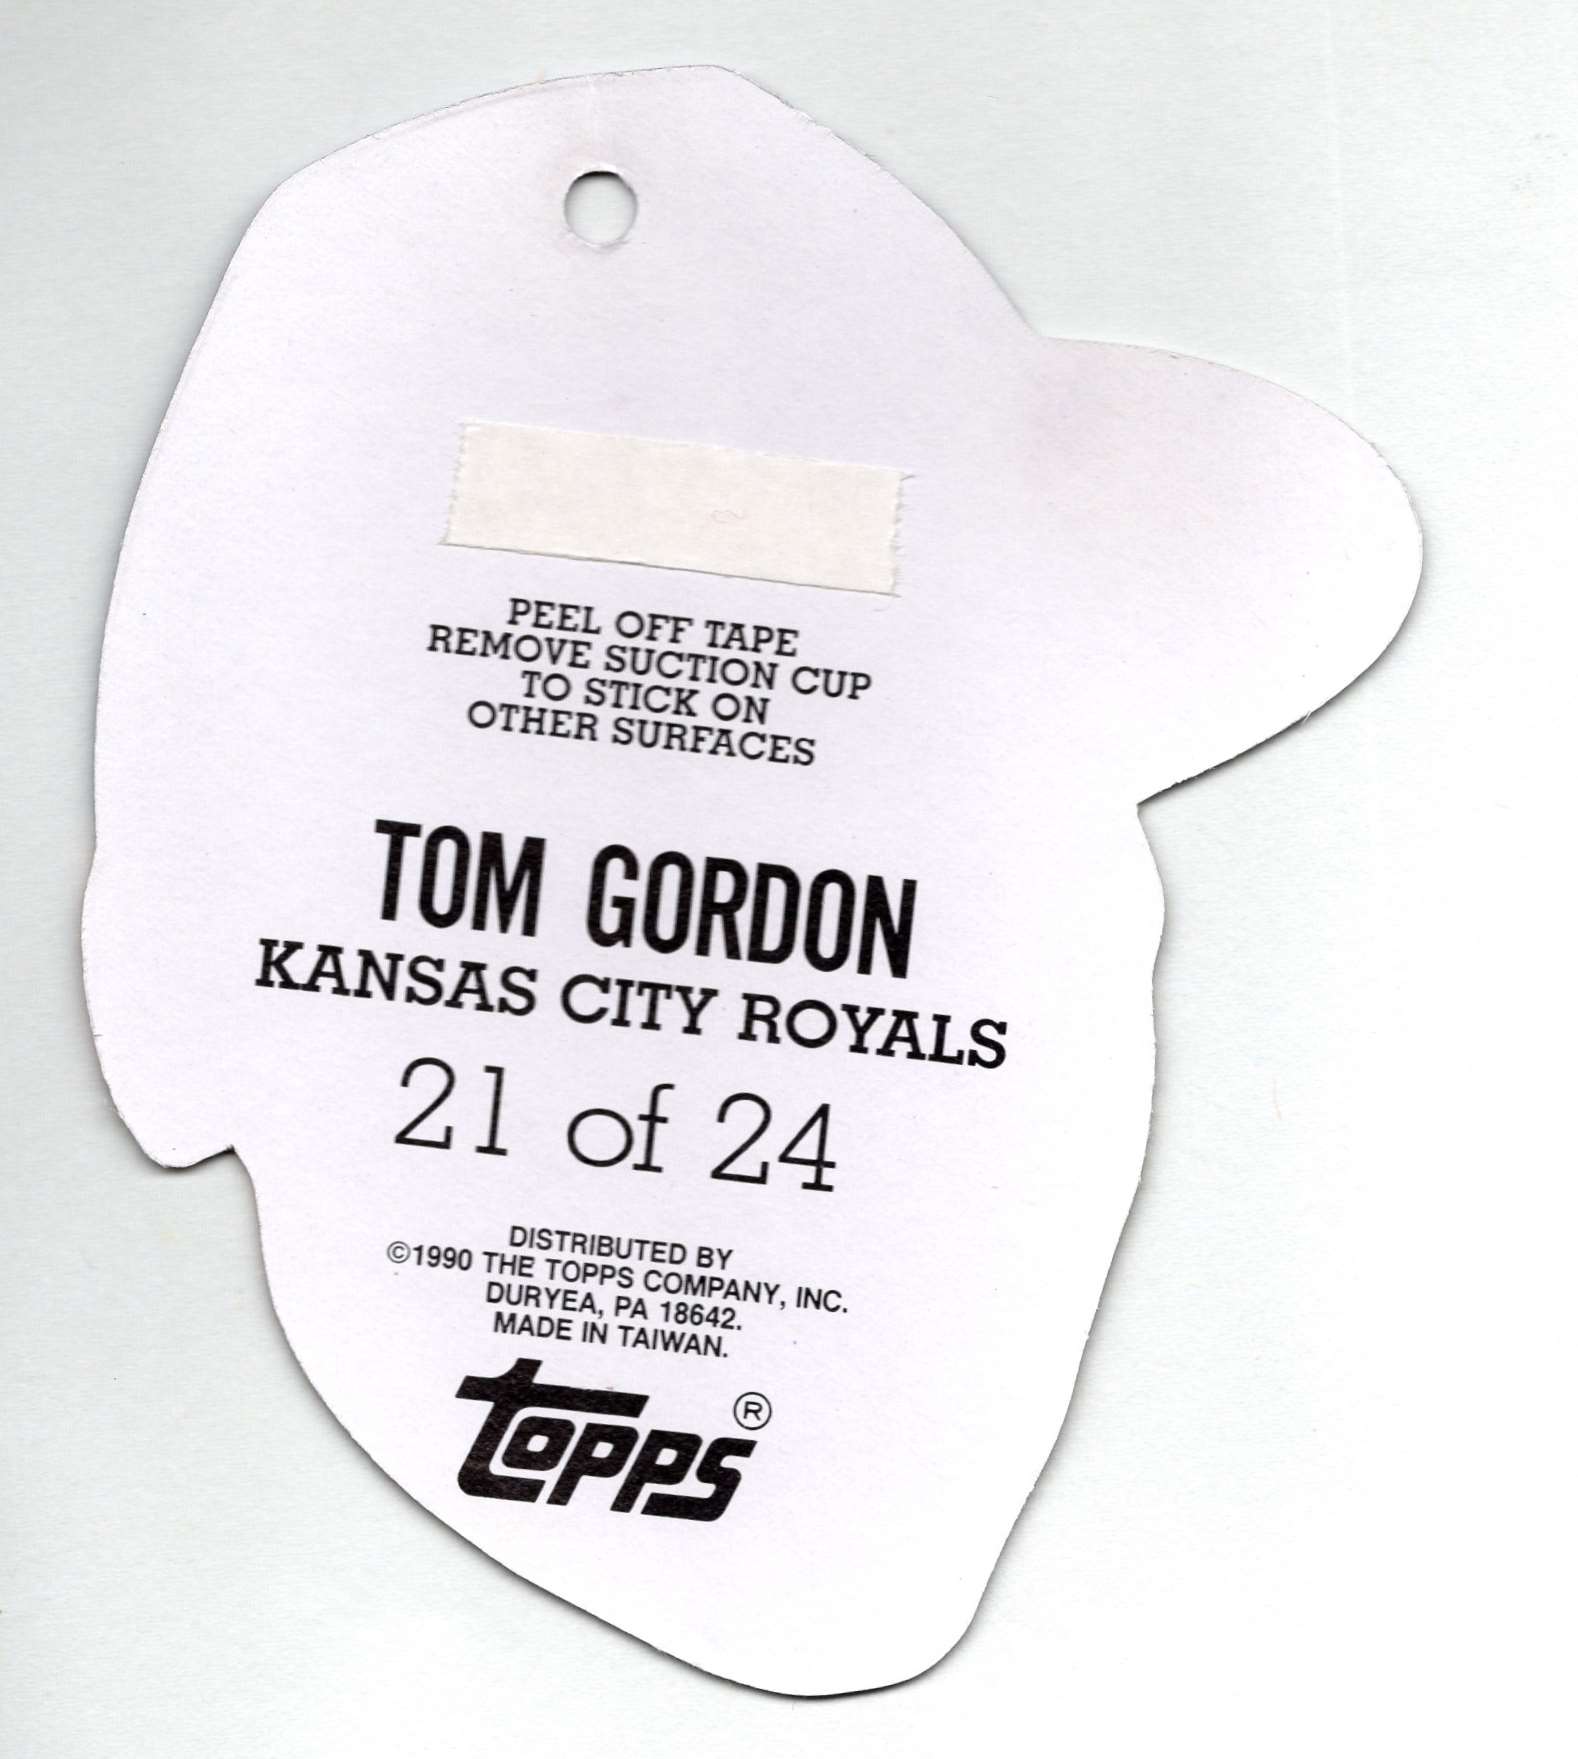 PEEL OFF TAPE
REMOVE SUCTION CUP
TO STICK ON
OTHER SURFACES
TOM GORDON
KANSAS CITY ROYALS
21 of 24
DISTRIBUTED BY
©1990 THE TOPPS COMPANY, INC.
DURYEA, PA 18642.
MADE IN TAIWAN.
topps®